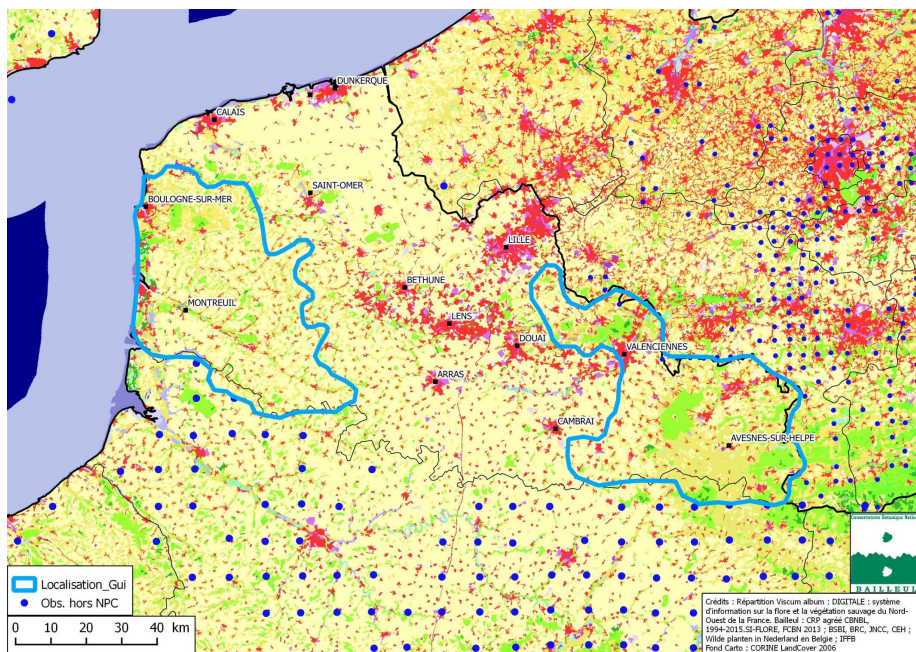 DUNKERQUE
CALAIS
SAINT-OMER
BOULOGNE-SUR-MER
LILLE
BETHUNE
MONTREUIL
LENS
DOUAI
VALENCIENNES
ARRAS
CAMBRAI
AVESNES-SUR-HELPE
Conservatoire Botanique National
BAILLEUL
Localisation_Gui
Obs. hors NPC
0 10 20 30 40 km
Crédits : Répartition Viscum album : DIGITALE : système
d'information sur la flore et la végétation sauvage du Nord-
Ouest de la France. Bailleul : CRP agréé CBNBL,
1994-2015.SI-FLORE, FCBN 2013 ; BSBI, BRC, JNCC, CEH ;
Wilde planten in Nederland en Belgie ; IFFB
Fond Carto : CORINE LandCover 2006